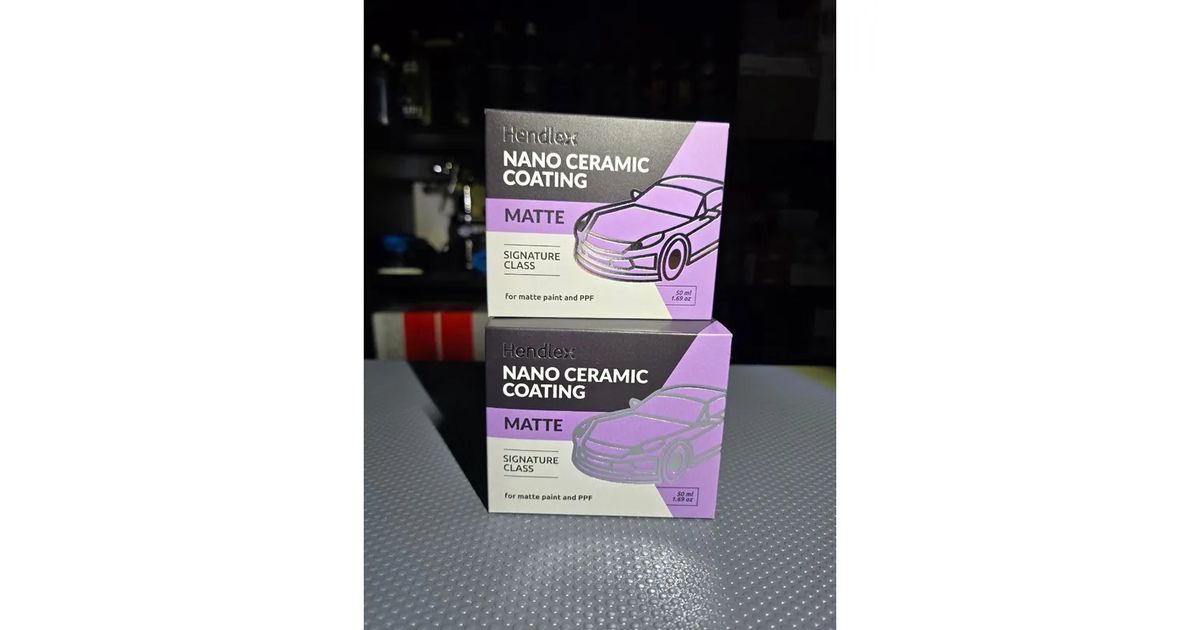 Hendlex
NANO CERAMIC
COATING
MATTE
SIGNATURE
CLASS
for matte paint and PPF
50 ml
1.69 oz
Hendlex
NANO CERAMIC
COATING
MATTE
SIGNATURE
CLASS
for matte paint and PPF
50 ml
1.69 oz